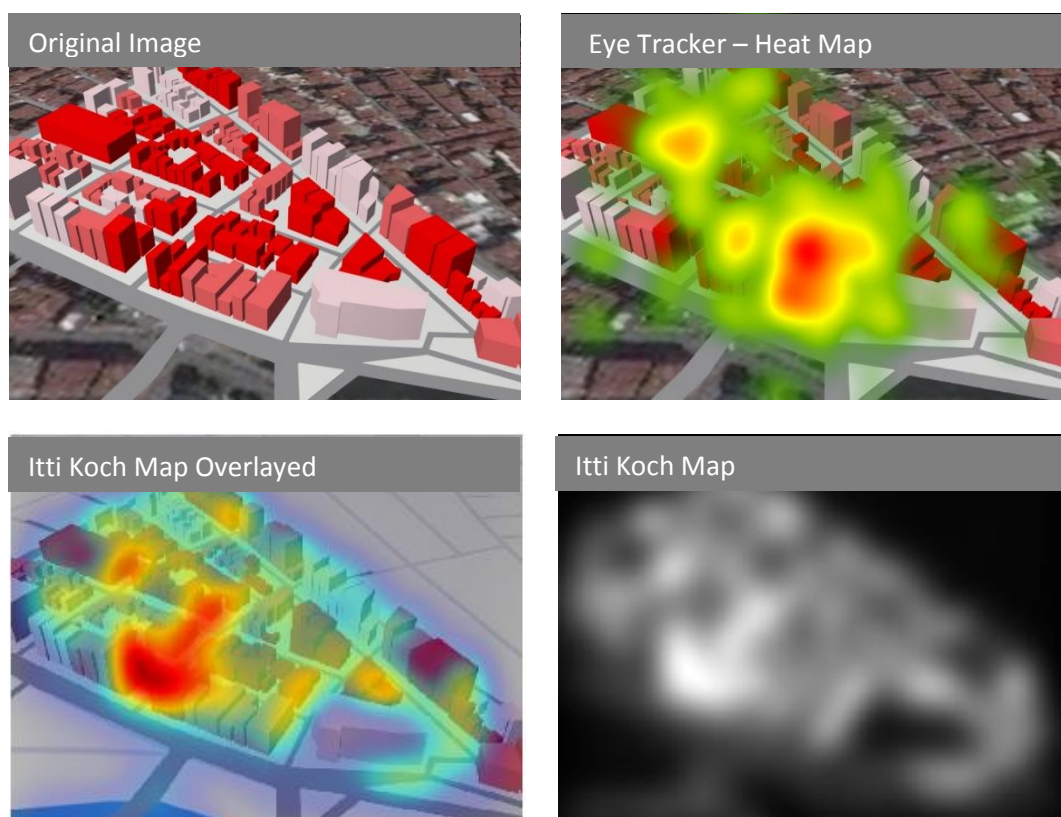 Original Image
Eye Tracker – Heat Map
Itti Koch Map Overlayed
Itti Koch Map